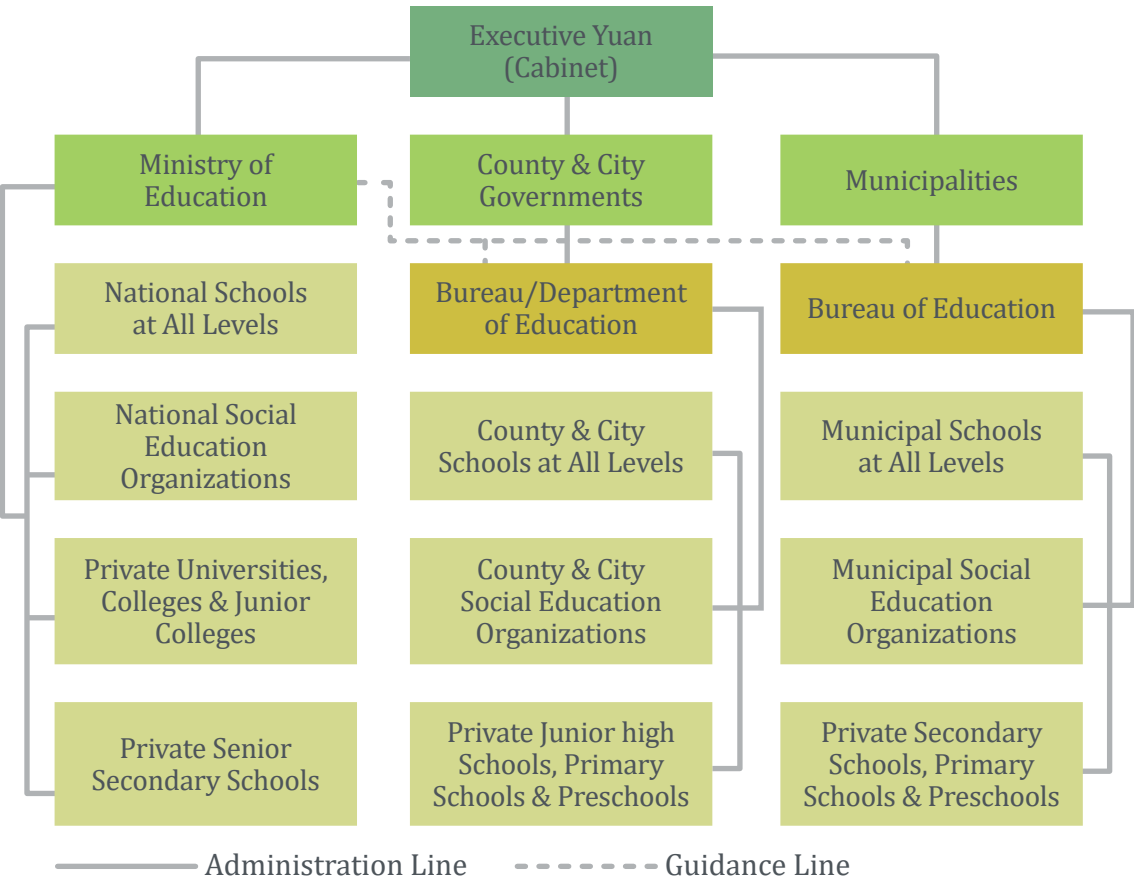 Executive Yuan
(Cabinet)
Ministry of
Education
County & City
Governments
Municipalities
National Schools
at All Levels
Bureau/Department
of Education
Bureau of Education
National Social
Education
Organizations
County & City
Schools at All Levels
Municipal Schools
at All Levels
Private Universities,
Colleges & Junior
Colleges
County & City
Social Education
Organizations
Municipal Social
Education
Organizations
Private Senior
Secondary Schools
Private Junior high
Schools, Primary
Schools & Preschools
Private Secondary
Schools, Primary
Schools & Preschools
Administration Line
Guidance Line